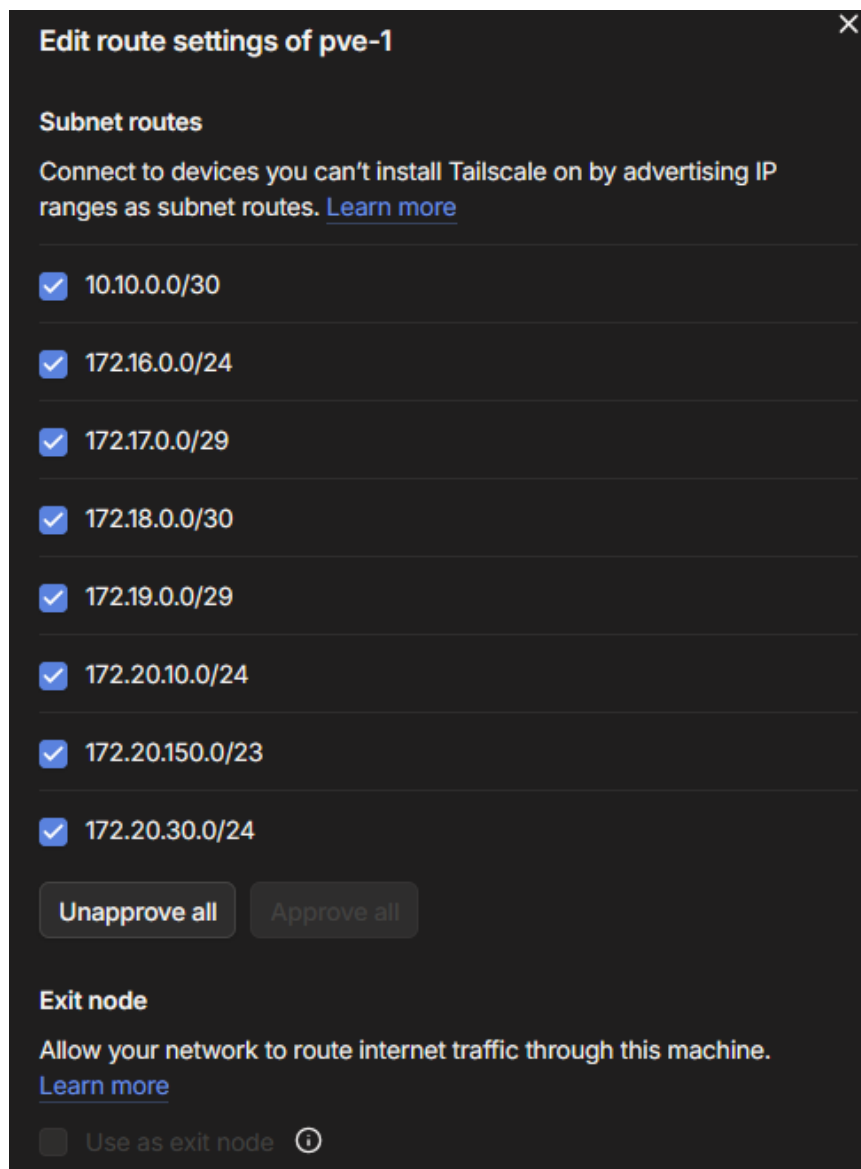 Edit route settings of pve-1
Subnet routes
Connect to devices you can’t install Tailscale on by advertising IP
ranges as subnet routes. Learn more
10.10.0.0/30
172.16.0.0/24
172.17.0.0/29
172.18.0.0/30
172.19.0.0/29
172.20.10.0/24
172.20.150.0/23
172.20.30.0/24
Unapprove all Approve all
Exit node
Allow your network to route internet traffic through this machine.
Learn more
Use as exit node